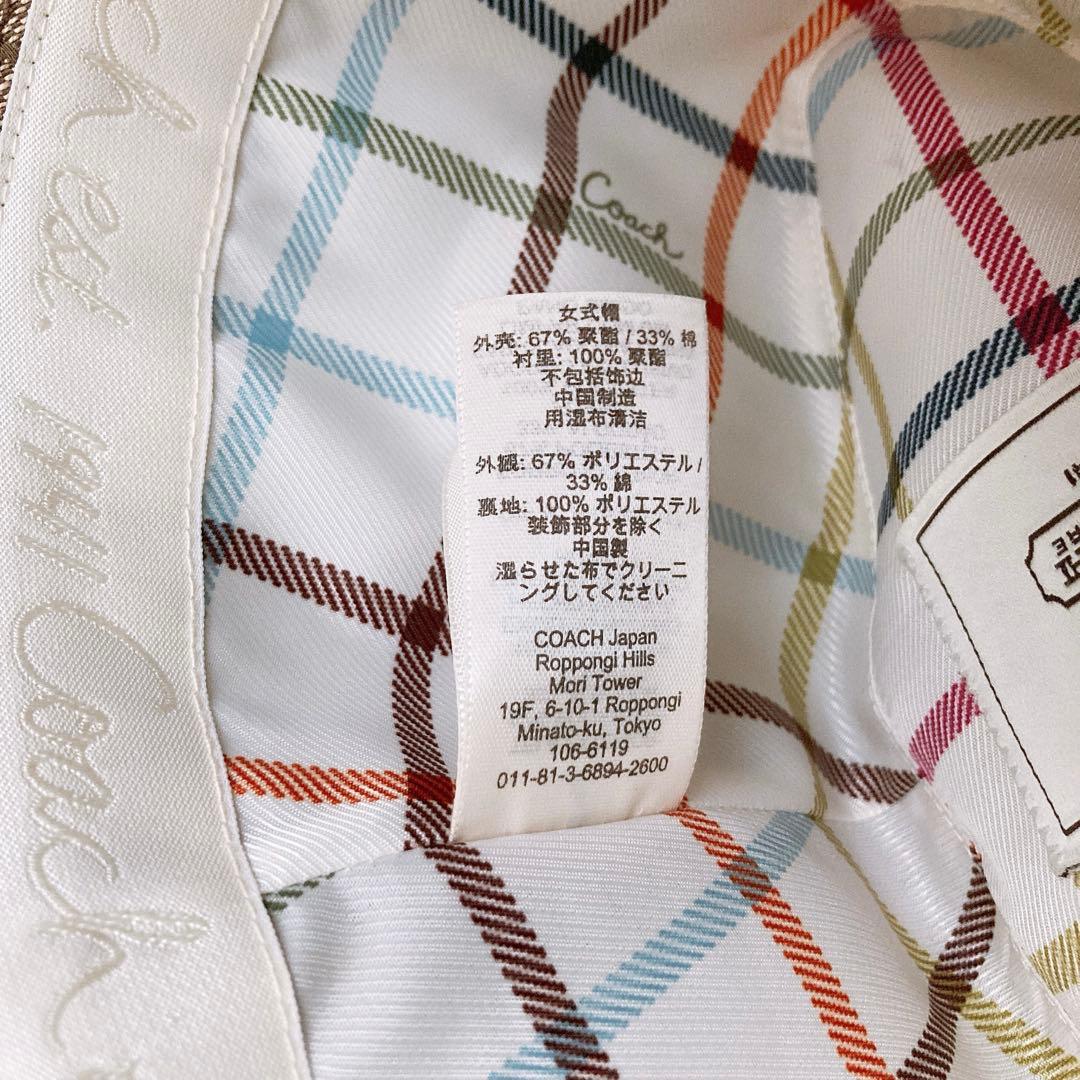 Coach
女式帽
外壳: 67% 聚酯 / 33% 棉
衬里: 100% 聚酯
不包括饰边
中国制造
用湿布清洁
外観: 67% ポリエステル /
33% 綿
裏地: 100% ポリエステル
装飾部分を除く
中国製
湿らせた布でクリーニ
ングしてください
COACH Japan
Roppongi Hills
Mori Tower
19F, 6-10-1 Roppongi
Minato-ku, Tokyo
106-6119
011-81-3-6894-2600
ch est. 1941 Coach